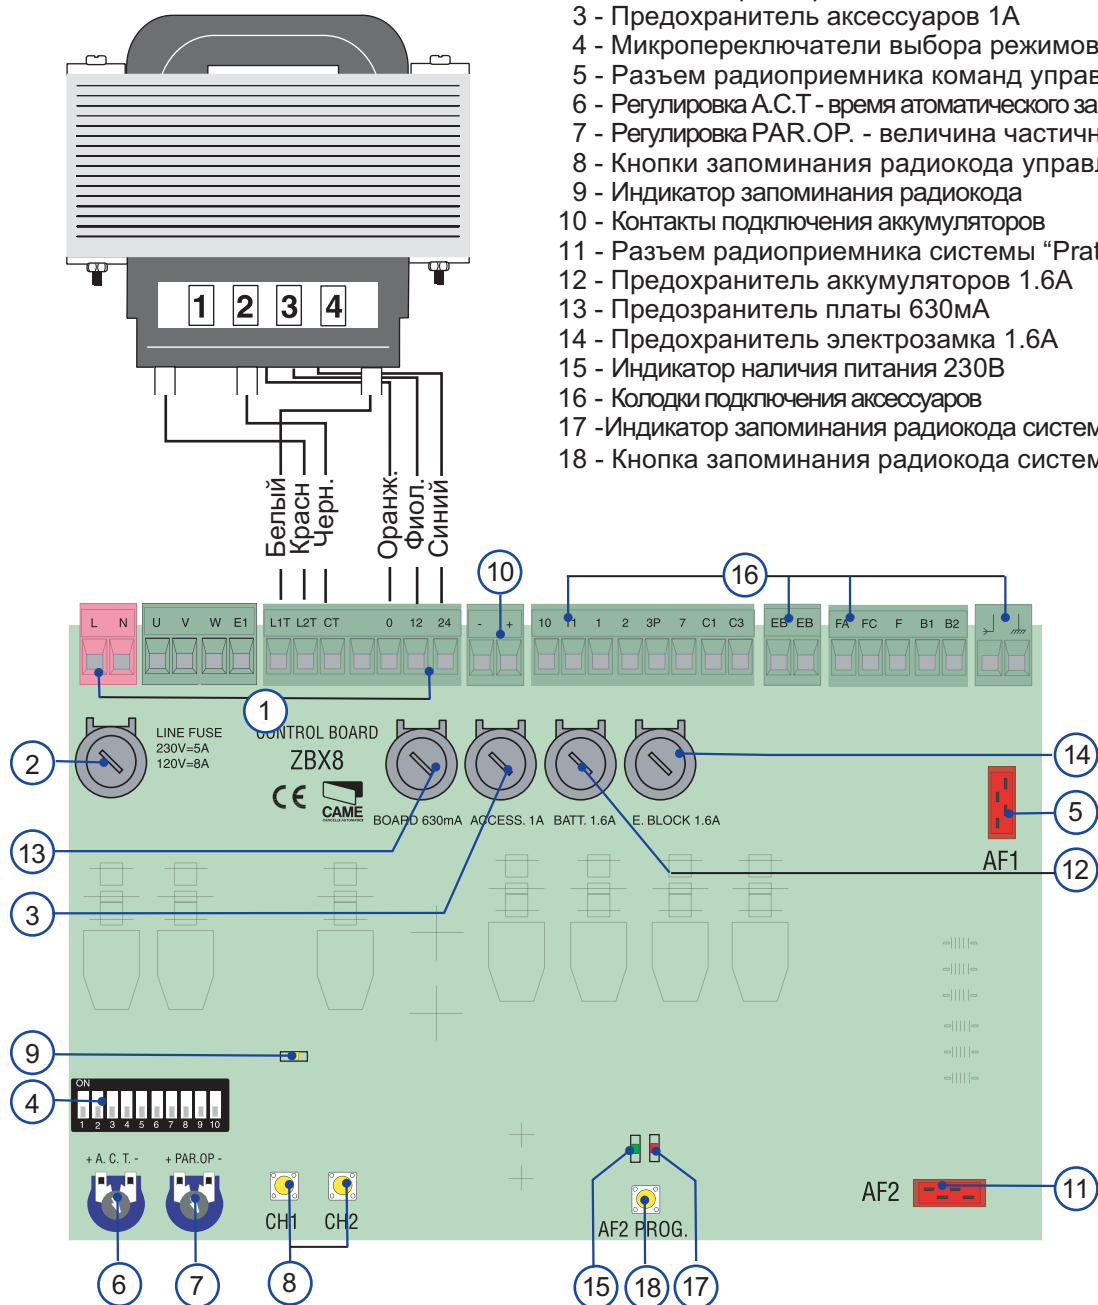 3 - Предохранитель аксессуаров 1А
4 - Микропереключатели выбора режимов
5 - Разъем радиоприемника команд управ
6 - Регулировка A.C.T - время атоматического за
7 - Регулировка PAR.OP. - величина частичн
8 - Кнопки запоминания радиокода управ
9 - Индикатор запоминания радиокода
10 - Контакты подключения аккумуляторов
11 - Разъем радиоприемника системы “Prat
12 - Предохранитель аккумуляторов 1.6А
13 - Предозранитель платы 630мА
14 - Предохранитель электрозамка 1.6А
15 - Индикатор наличия питания 230В
16 - Колодки подключения аксессуаров
17 -Индикатор запоминания радиокода систем
18 - Кнопка запоминания радиокода систем
1 2 3 4
Белый Красн Черн. Оранж. Фиол. Синий
10 16
L N U V W E1 L1T L2T CT 0 12 24 - + 10 11 1 2 3P 7 C1 C3 EB EB FA FC F B1 B2
1
2
LINE FUSE
230V=5A
120V=8A
CONTROL BOARD
ZBX8
CE CAME
CANCELLI AUTOMATICI
14
BOARD 630mA ACCESS. 1A BATT. 1.6A E. BLOCK 1.6A
5
AF1
13
12
3
9
4
ON
1 2 3 4 5 6 7 8 9 10
+ A. C. T. - + PAR.OP -
CH1 CH2
AF2 PROG.
AF2
11
6 7 8 15 18 17